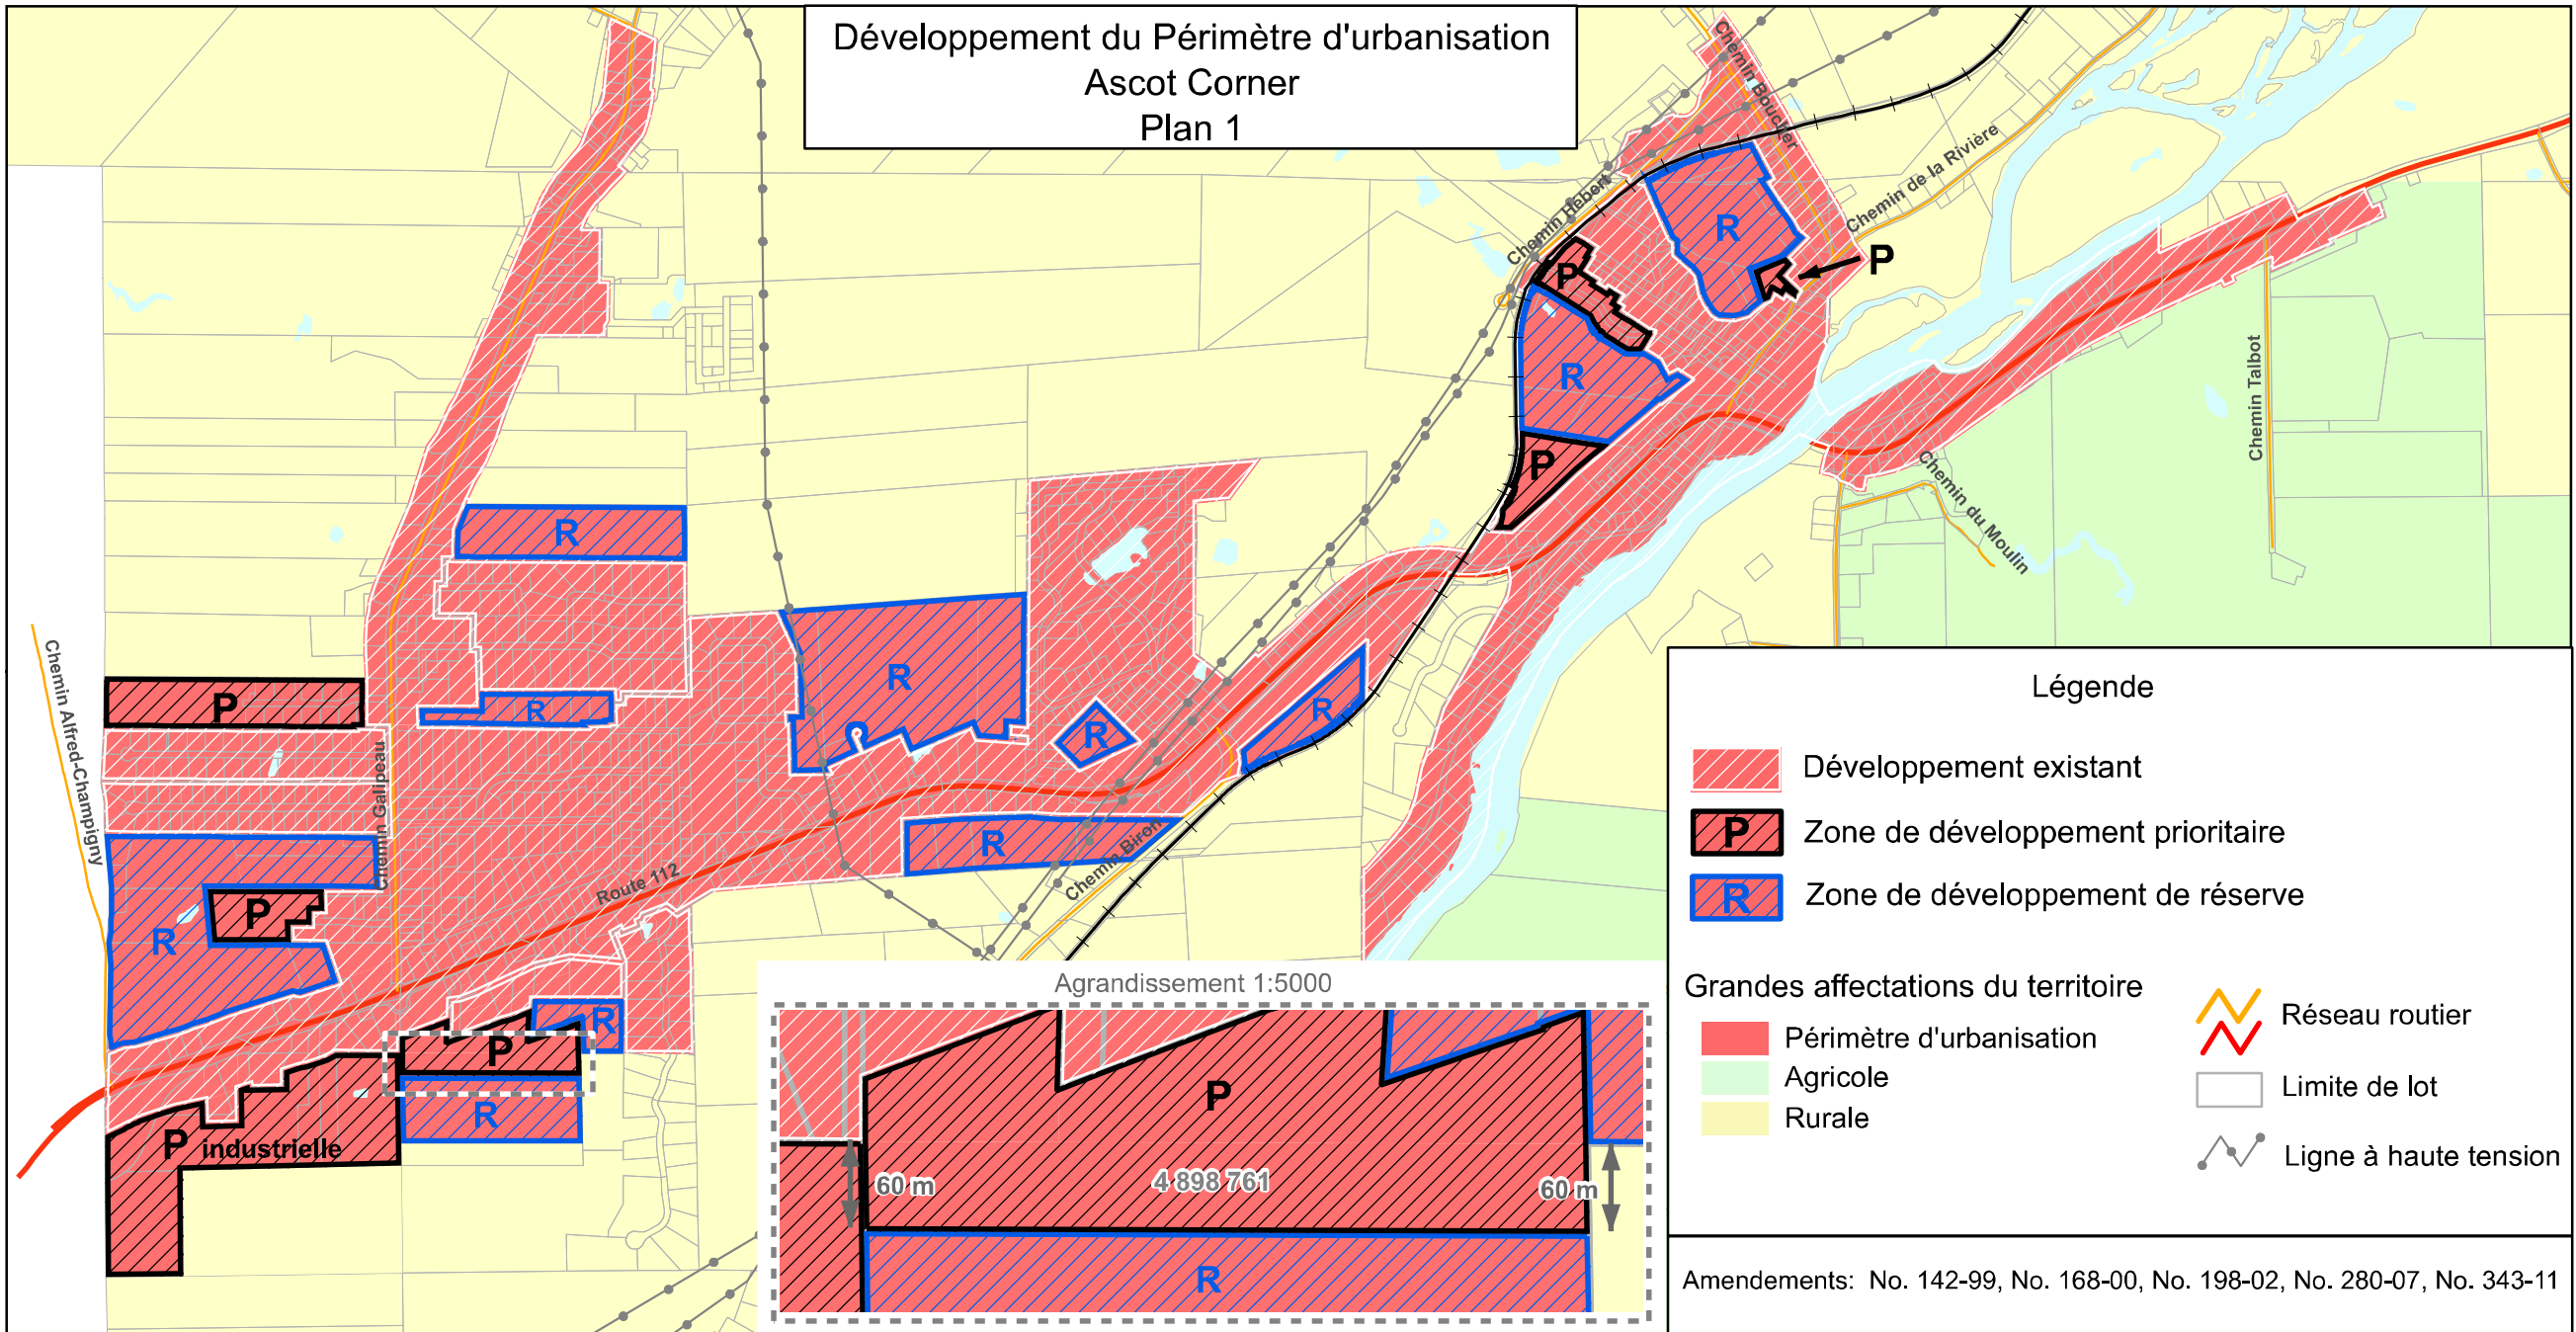 Développement du Périmètre d'urbanisation
Ascot Corner
Plan 1
Chemin Boucher
Chemin de la Rivière
Chemin Hébert
R
P
P
R
P
Chemin Talbot
Chemin du Moulin
R
Chemin Alfred-Champigny
P
R
R
R
R
Chemin Galipeau
R
Chemin Biron
Route 112
P
R
R
P
R
P industrielle
Agrandissement 1:5000
P
60 m
4 898 761
60 m
R
Légende
Développement existant
P Zone de développement prioritaire
R Zone de développement de réserve
Grandes affectations du territoire
Périmètre d'urbanisation
Agricole
Rurale
Réseau routier
Limite de lot
Ligne à haute tension
Amendements: No. 142-99, No. 168-00, No. 198-02, No. 280-07, No. 343-11